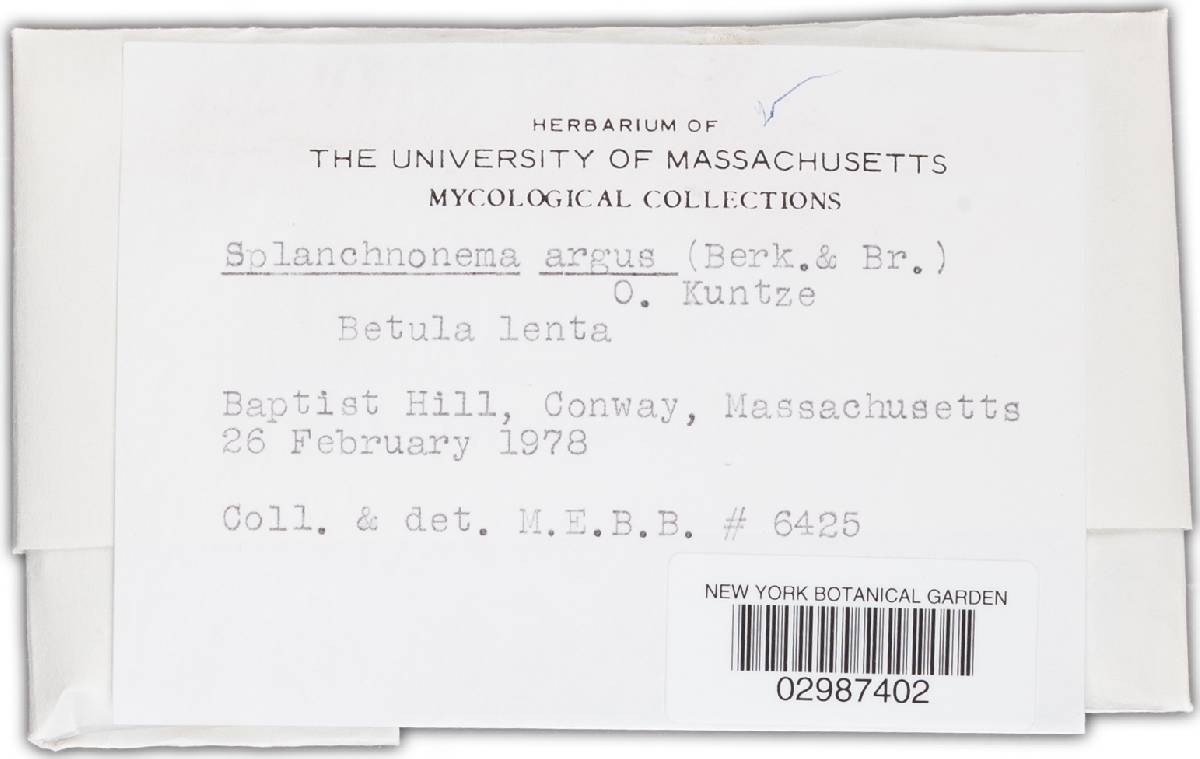 HERBARIUM OF
THE UNIVERSITY OF MASSACHUSETTS
MYCOLOGICAL COLLECTIONS
Splanchnonema argus (Berk.& Br.)
O. Kuntze
Betula lenta
Baptist Hill, Conway, Massachusetts
26 February 1978
Coll. & det. M.E.B.B. # 6425
NEW YORK BOTANICAL GARDEN
02987402